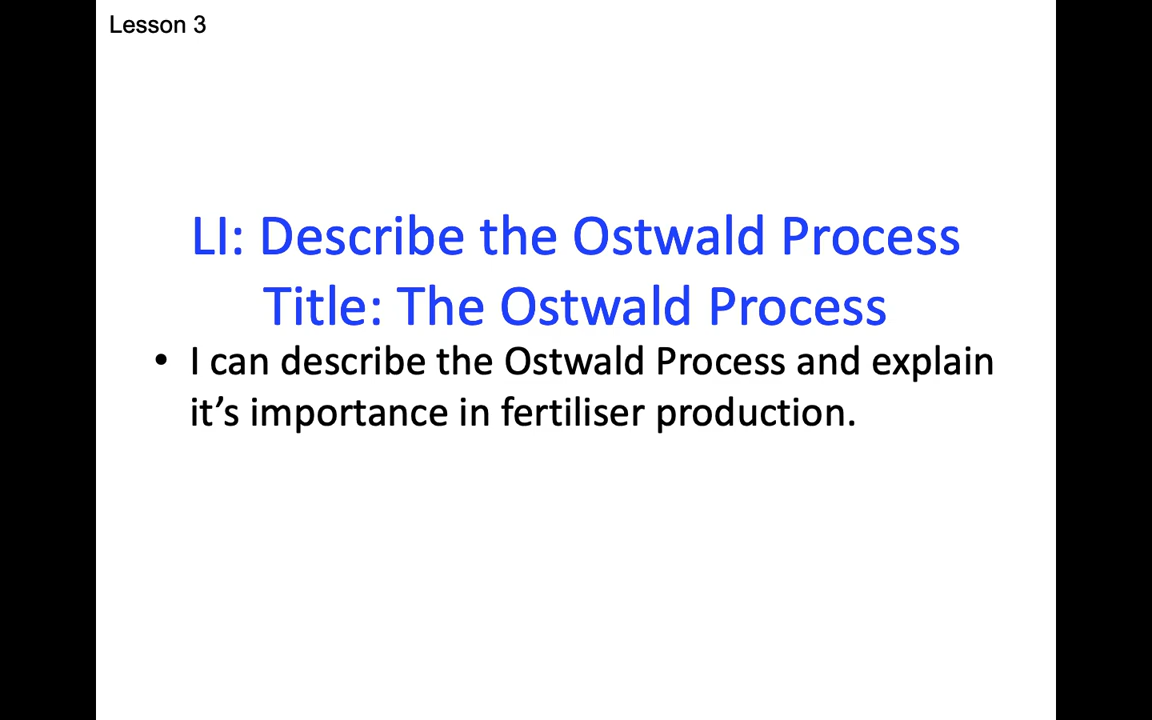 Lesson 3
LI: Describe the Ostwald Process
Title: The Ostwald Process
• I can describe the Ostwald Process and explain
it’s importance in fertiliser production.